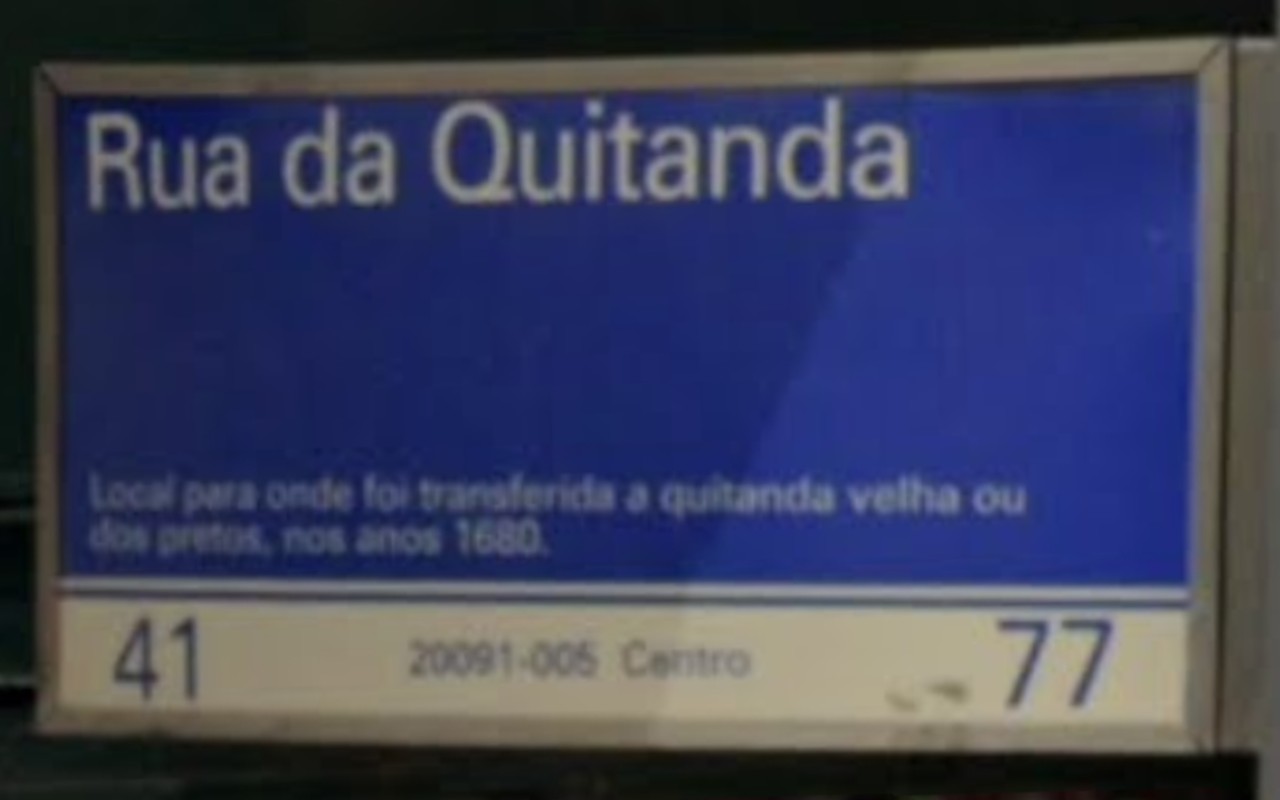 Rua da Quitanda
Local para onde foi transferida a quitanda velha ou
dos pretos, nos anos 1680.
41 20091-005 Centro 77